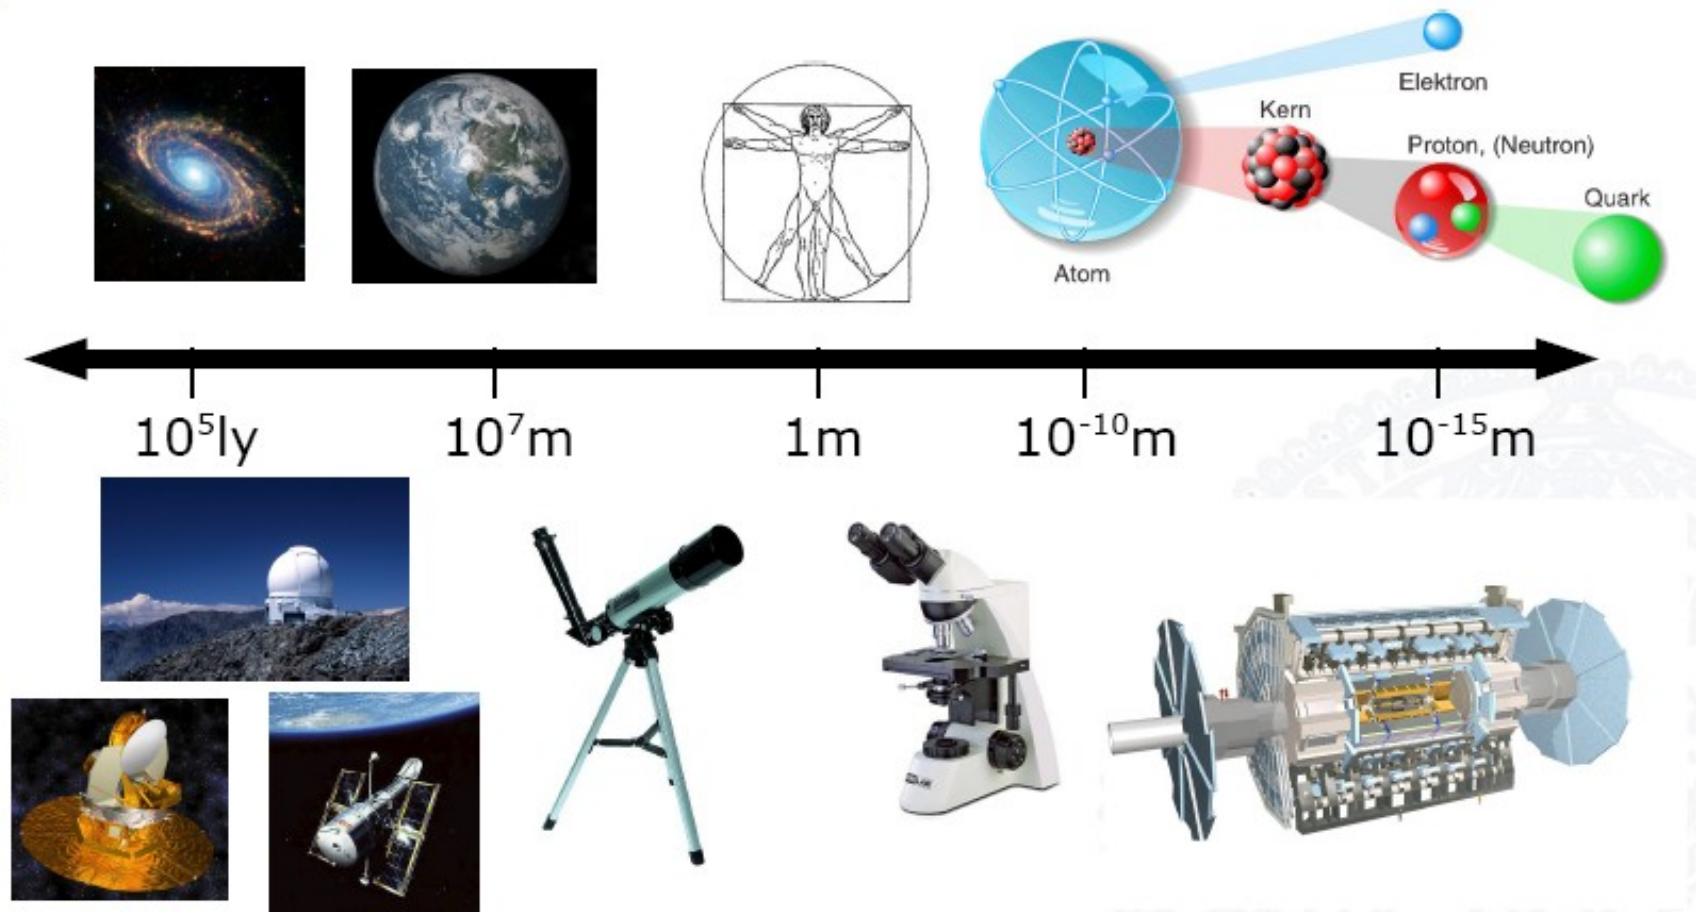 Elektron
Kern
Proton, (Neutron)
Quark
Atom
10⁵ly
10⁷m
1m
10⁻¹⁰m
10⁻¹⁵m